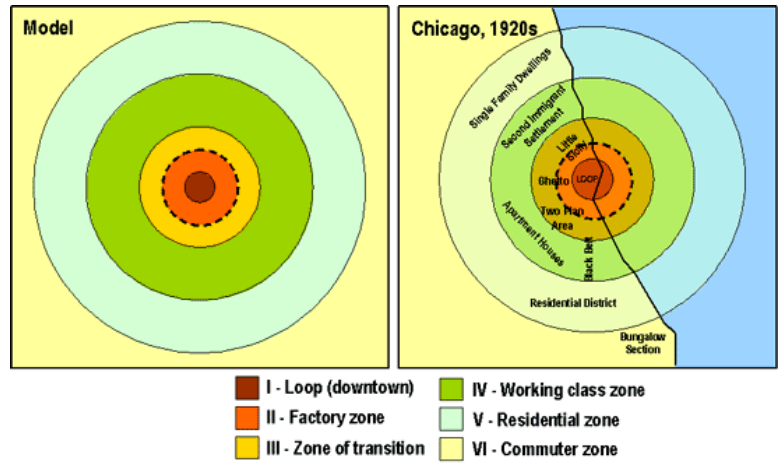 Model
Chicago, 1920s
Single Family Dwellings
Second Immigrant
Settlement
Little
Sicily
LOOP
Ghetto
Two Plan
Area
Apartment Houses
Black Belt
Residential District
Bungalow
Section
I - Loop (downtown)
II - Factory zone
III - Zone of transition
IV - Working class zone
V - Residential zone
VI - Commuter zone